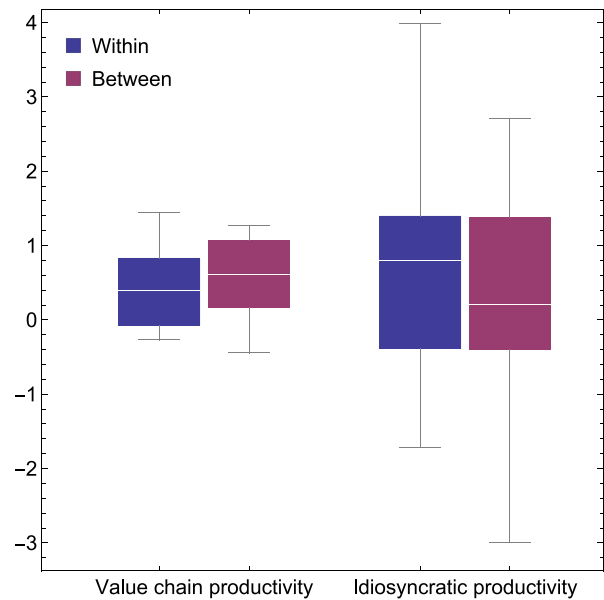 4
Within
Between
3
2
1
0
−1
−2
−3
Value chain productivity
Idiosyncratic productivity